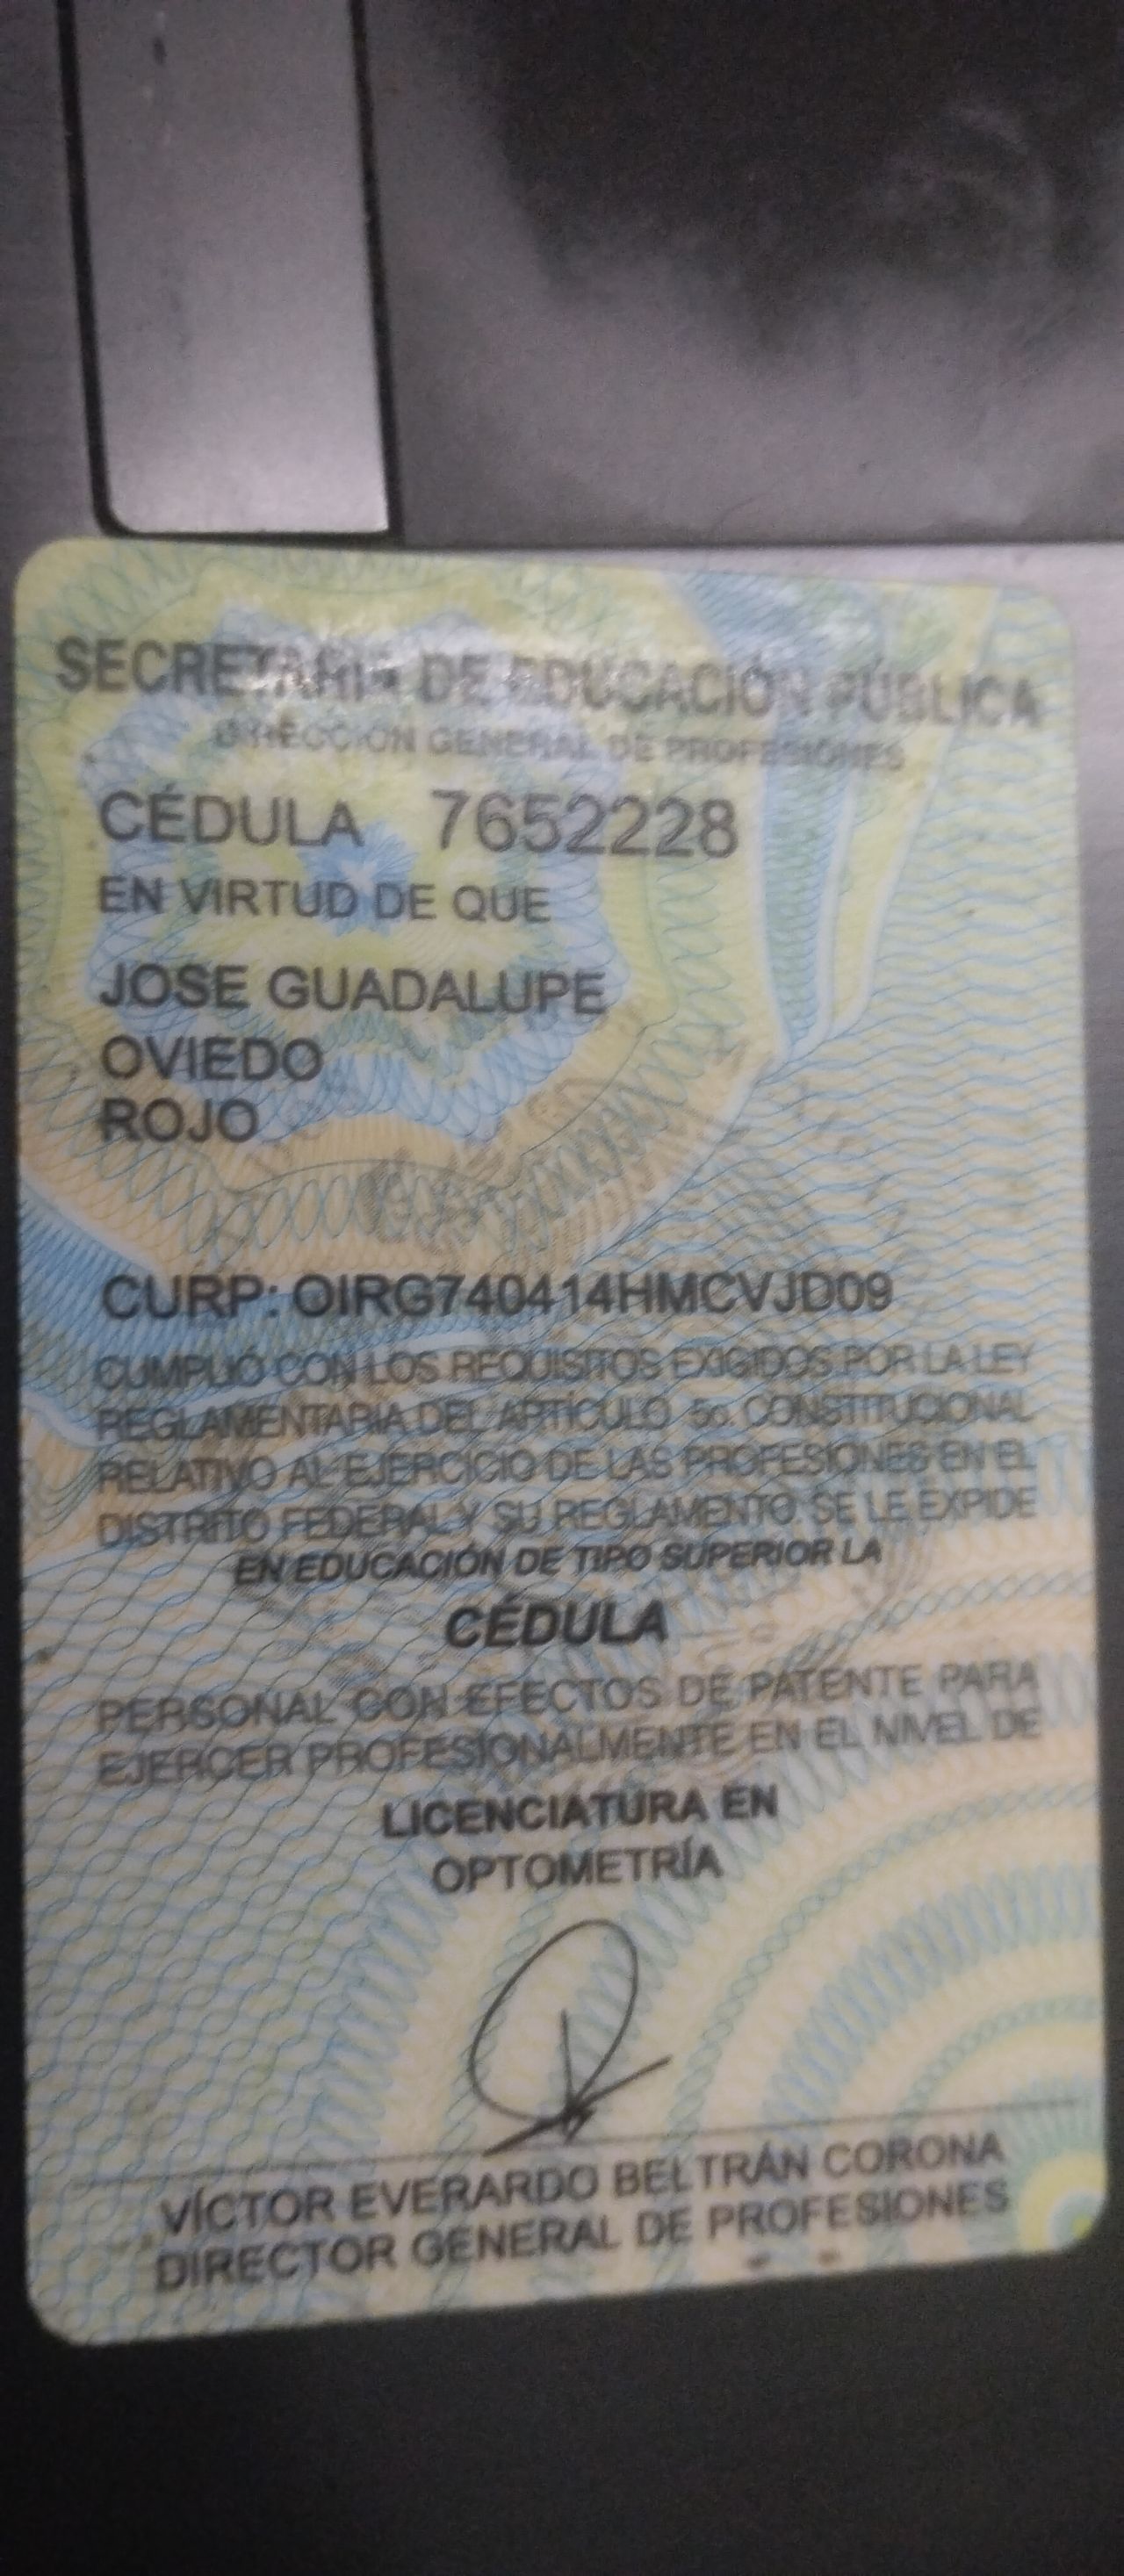 SECRETARÍA DE EDUCACIÓN PÚBLICA
DIRECCIÓN GENERAL DE PROFESIONES
CÉDULA 7652228
EN VIRTUD DE QUE
JOSE GUADALUPE
OVIEDO
ROJO
CURP: OIRG740414HMCVJD09
CUMPLIÓ CON LOS REQUISITOS EXIGIDOS POR LA LEY
REGLAMENTARIA DEL ARTÍCULO 5o. CONSTITUCIONAL
RELATIVO AL EJERCICIO DE LAS PROFESIONES EN EL
DISTRITO FEDERAL Y SU REGLAMENTO. SE LE EXPIDE
EN EDUCACIÓN DE TIPO SUPERIOR LA
CÉDULA
PERSONAL CON EFECTOS DE PATENTE PARA
EJERCER PROFESIONALMENTE EN EL NIVEL DE
LICENCIATURA EN
OPTOMETRÍA
VÍCTOR EVERARDO BELTRÁN CORONA
DIRECTOR GENERAL DE PROFESIONES